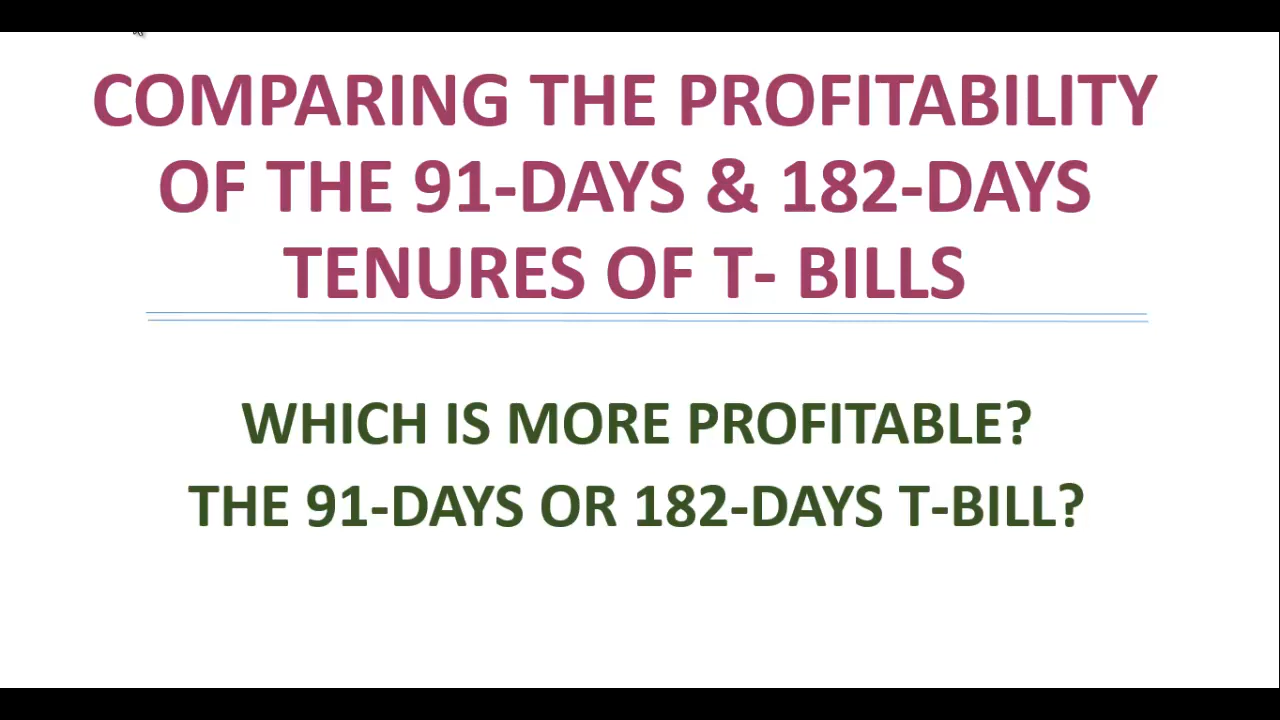 COMPARING THE PROFITABILITY
OF THE 91-DAYS & 182-DAYS
TENURES OF T- BILLS
WHICH IS MORE PROFITABLE?
THE 91-DAYS OR 182-DAYS T-BILL?